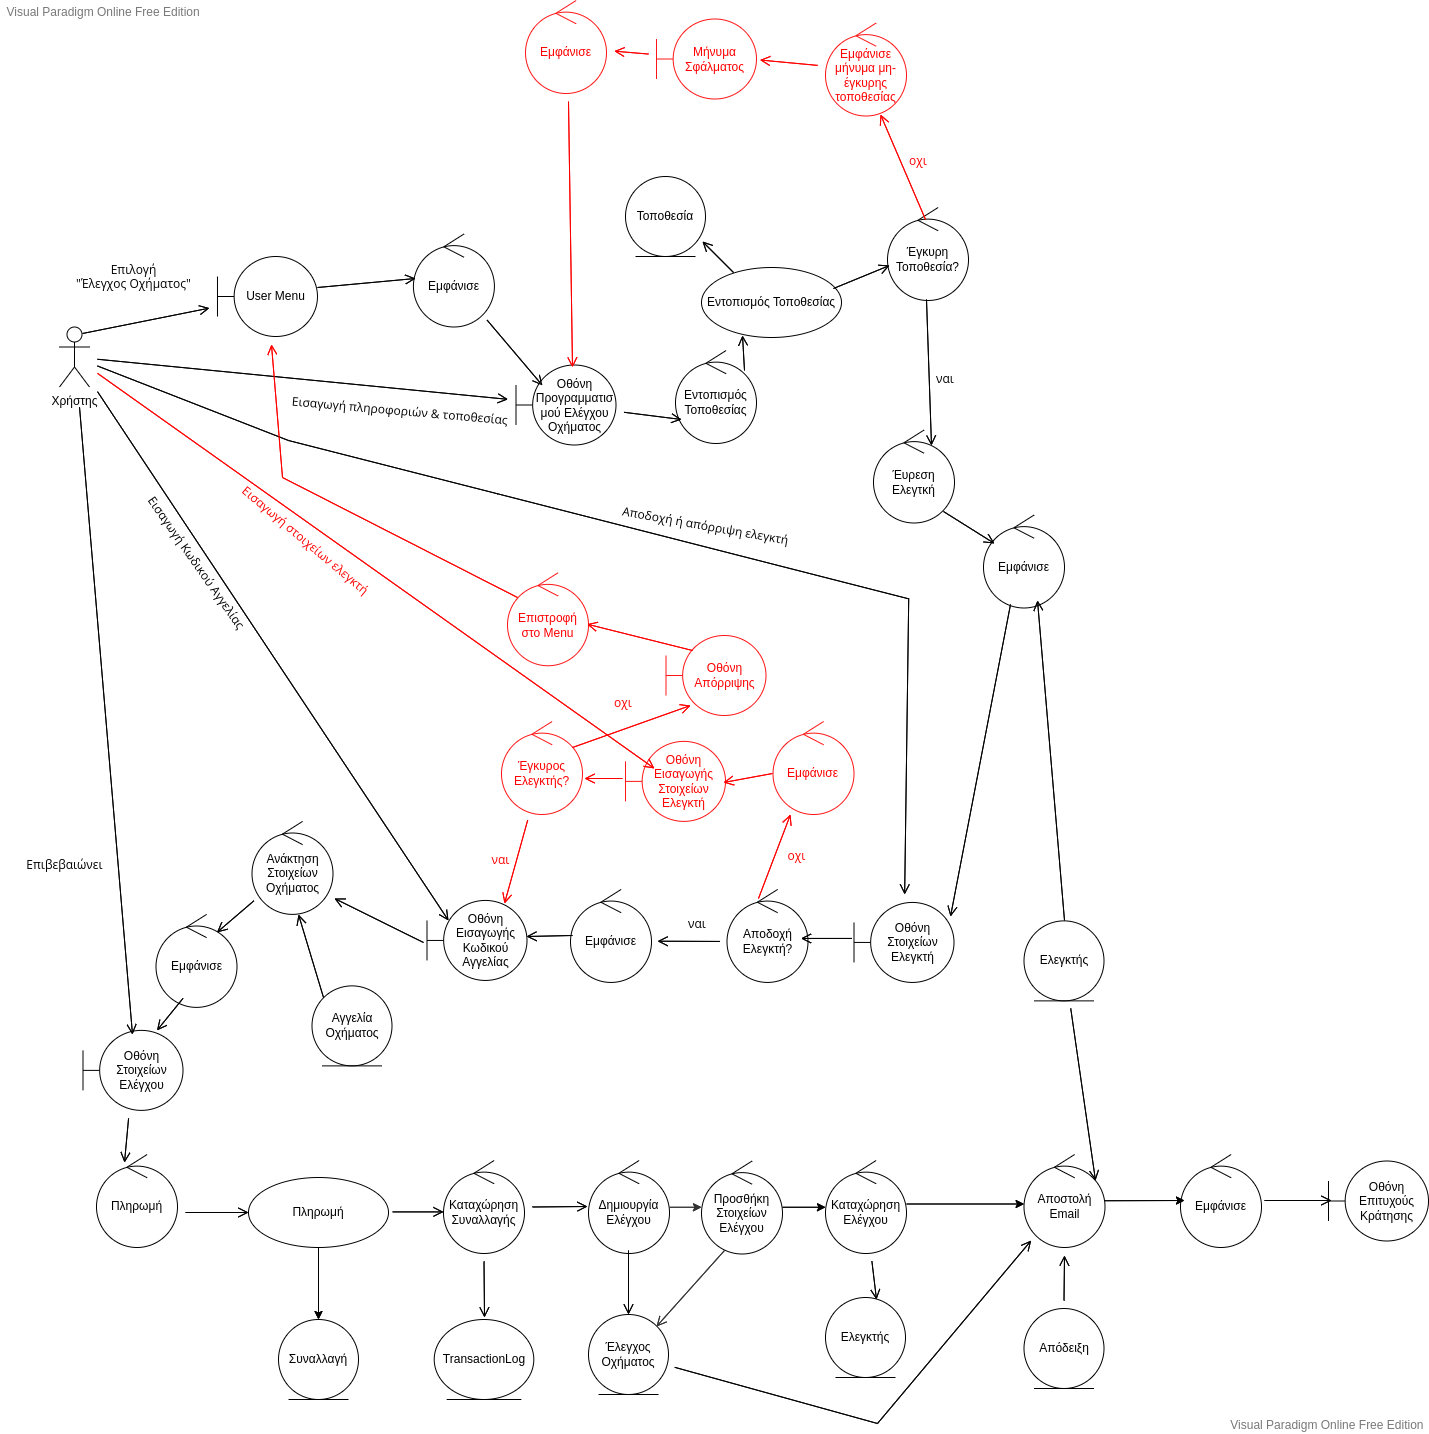 Visual Paradigm Online Free Edition
Εμφάνισε
Μήνυμα
Σφάλματος
Εμφάνισε
μήνυμα μη-
έγκυρης
τοποθεσίας
οχι
Τοποθεσία
Έγκυρη
Τοποθεσία?
Επιλογή
"Έλεγχος Οχήματος"
User Menu
Εμφάνισε
Εντοπισμός Τοποθεσίας
Χρήστης
Εισαγωγή πληροφοριών & τοποθεσίας
Οθόνη
Προγραμματισ
μού Ελέγχου
Οχήματος
Εντοπισμός
Τοποθεσίας
ναι
Έυρεση
Ελεγτκή
Εισαγωγή Κωδικού Αγγελίας
Εισαγωγή στοιχείων ελεγκτή
Αποδοχή ή απόρριψη ελεγκτή
Εμφάνισε
Επιστροφή
στο Menu
Οθόνη
Απόρριψης
οχι
Έγκυρος
Ελεγκτής?
Οθόνη
Εισαγωγής
Στοιχείων
Ελεγκτή
Εμφάνισε
ναι
οχι
Επιβεβαιώνει
Ανάκτηση
Στοιχείων
Οχήματος
Εμφάνισε
Οθόνη
Εισαγωγής
Κωδικού
Αγγελίας
Εμφάνισε
ναι
Αποδοχή
Ελεγκτή?
Οθόνη
Στοιχείων
Ελεγκτή
Ελεγκτής
Αγγελία
Οχήματος
Οθόνη
Στοιχείων
Ελέγχου
Πληρωμή
Πληρωμή
Καταχώρηση
Συναλλαγής
Δημιουργία
Ελέγχου
Προσθήκη
Στοιχείων
Ελέγχου
Καταχώρηση
Ελέγχου
Αποστολή
Email
Εμφάνισε
Οθόνη
Επιτυχούς
Κράτησης
Συναλλαγή
TransactionLog
Έλεγχος
Οχήματος
Ελεγκτής
Απόδειξη
Visual Paradigm Online Free Edition